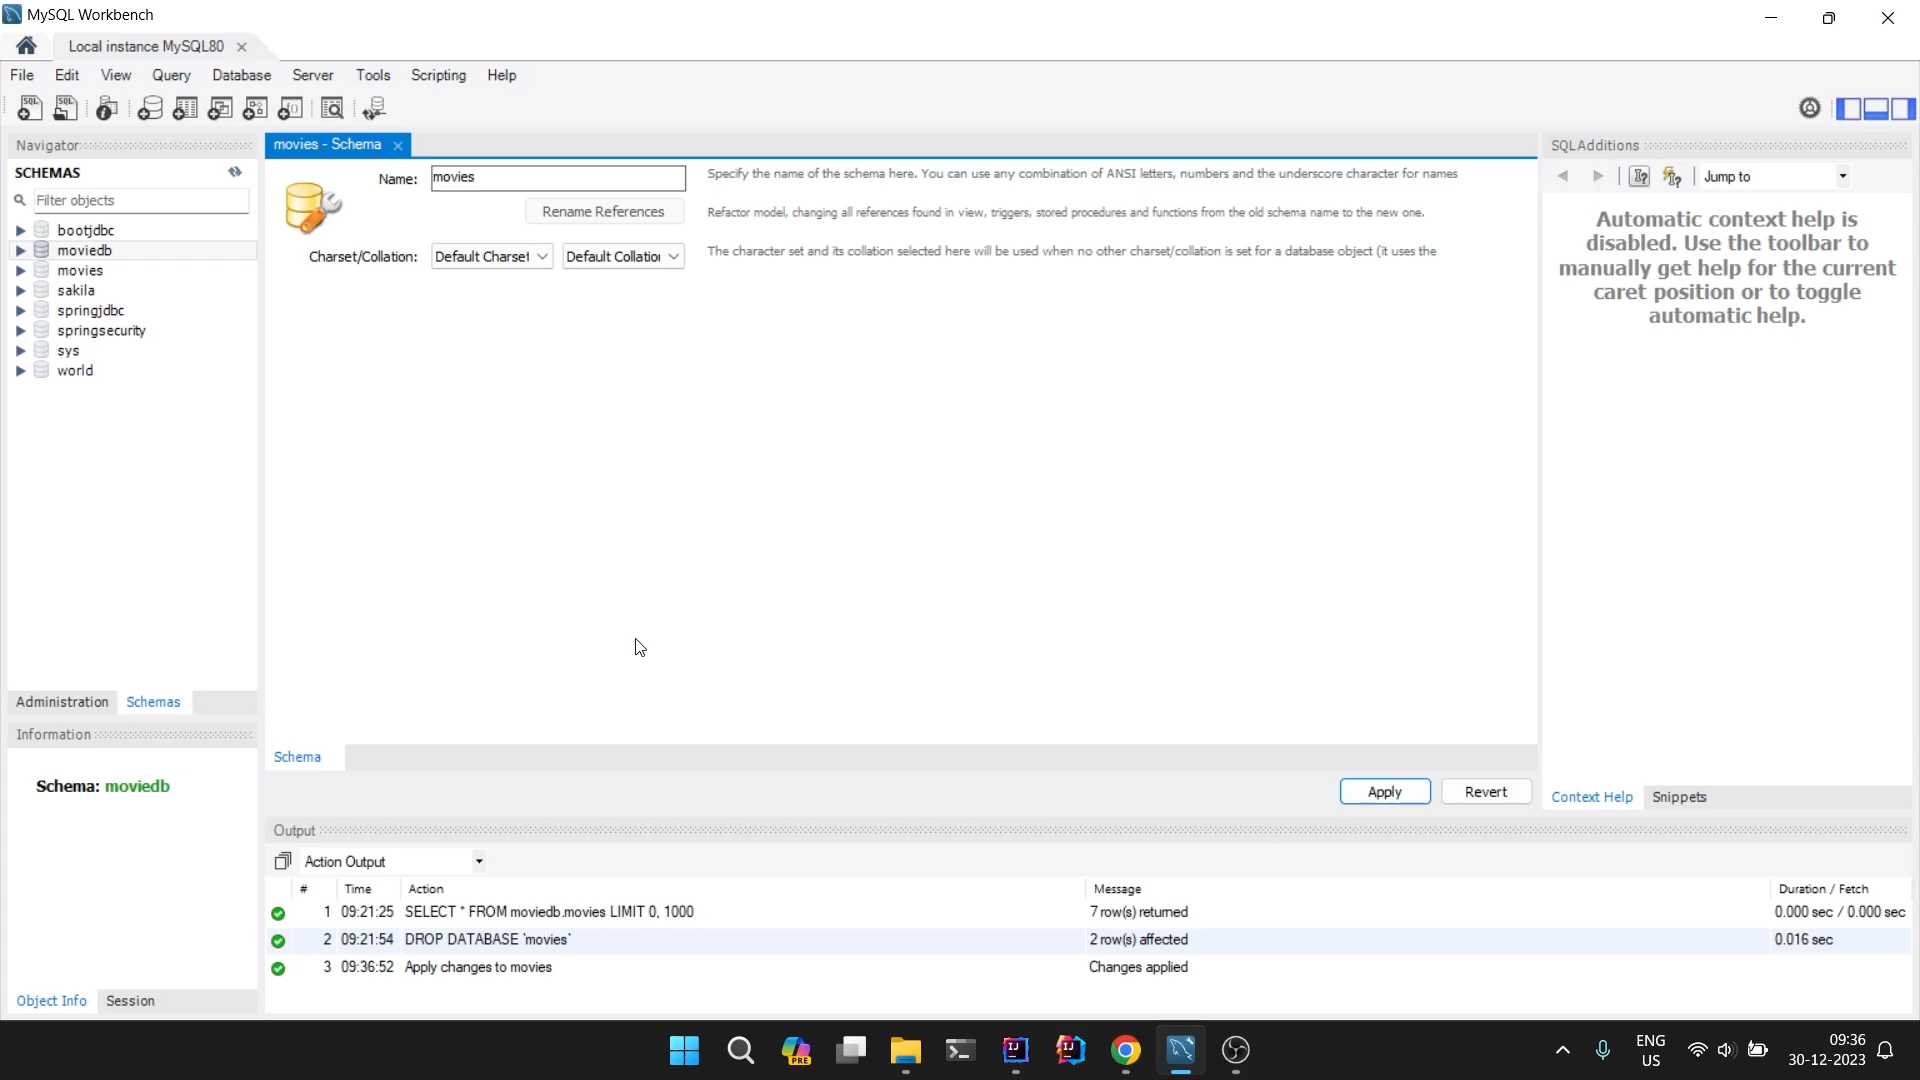 MySQL Workbench
Local instance MySQL80
File Edit View Query Database Server Tools Scripting Help
Navigator
SCHEMAS
Filter objects
bootjdbc
moviedb
movies
sakila
springjdbc
springsecurity
sys
world
Administration Schemas
Information
Schema: moviedb
Object Info Session
movies - Schema
Name: movies
Specify the name of the schema here. You can use any combination of ANSI letters, numbers and the underscore character for names
Rename References
Refactor model, changing all references found in view, triggers, stored procedures and functions from the old schema name to the new one.
Charset/Collation: Default Charset Default Collation
The character set and its collation selected here will be used when no other charset/collation is set for a database object (it uses the
Schema
Apply Revert
SQLAdditions
Jump to
Automatic context help is
disabled. Use the toolbar to
manually get help for the current
caret position or to toggle
automatic help.
Context Help Snippets
Output
Action Output
# Time Action Message Duration / Fetch
1 09:21:25 SELECT * FROM moviedb.movies LIMIT 0, 1000 7 row(s) returned 0.000 sec / 0.000 sec
2 09:21:54 DROP DATABASE `movies` 2 row(s) affected 0.016 sec
3 09:36:52 Apply changes to movies Changes applied
PRE
IJ
IJ
ENG
US
09:36
30-12-2023